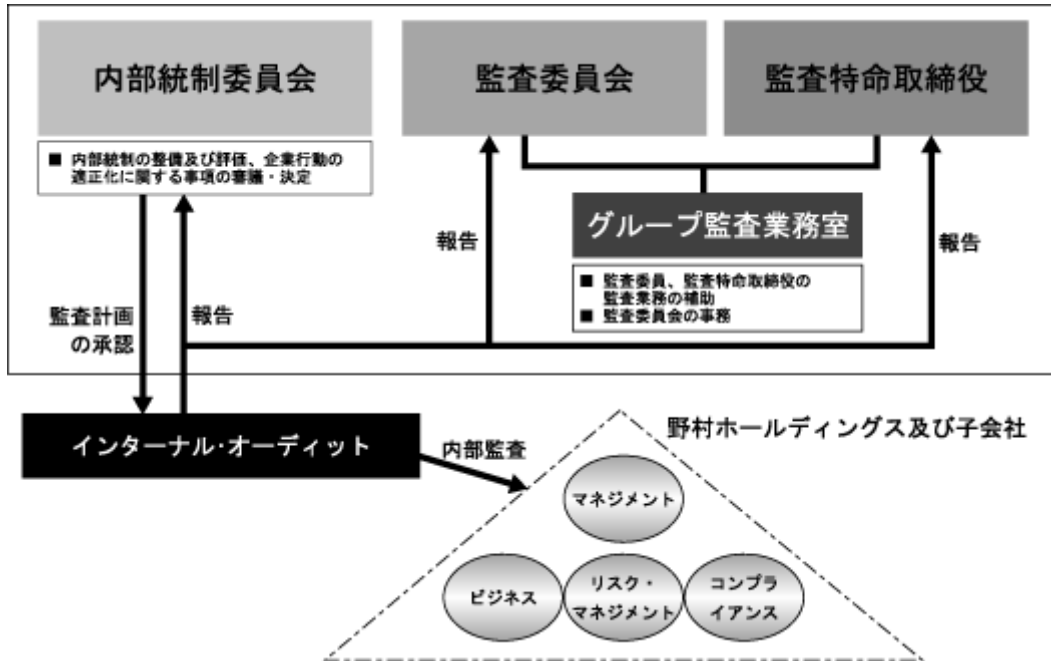 内部統制委員会
監査委員会
監査特命取締役
■ 内部統制の整備及び評価、企業行動の
適正化に関する事項の審議・決定
グループ監査業務室
■ 監査委員、監査特命取締役の
監査業務の補助
■ 監査委員会の事務
報告
報告
監査計画
の承認
報告
インターナル・オーディット
内部監査
野村ホールディングス及び子会社
マネジメント
ビジネス
リスク・
マネジメント
コンプラ
イアンス